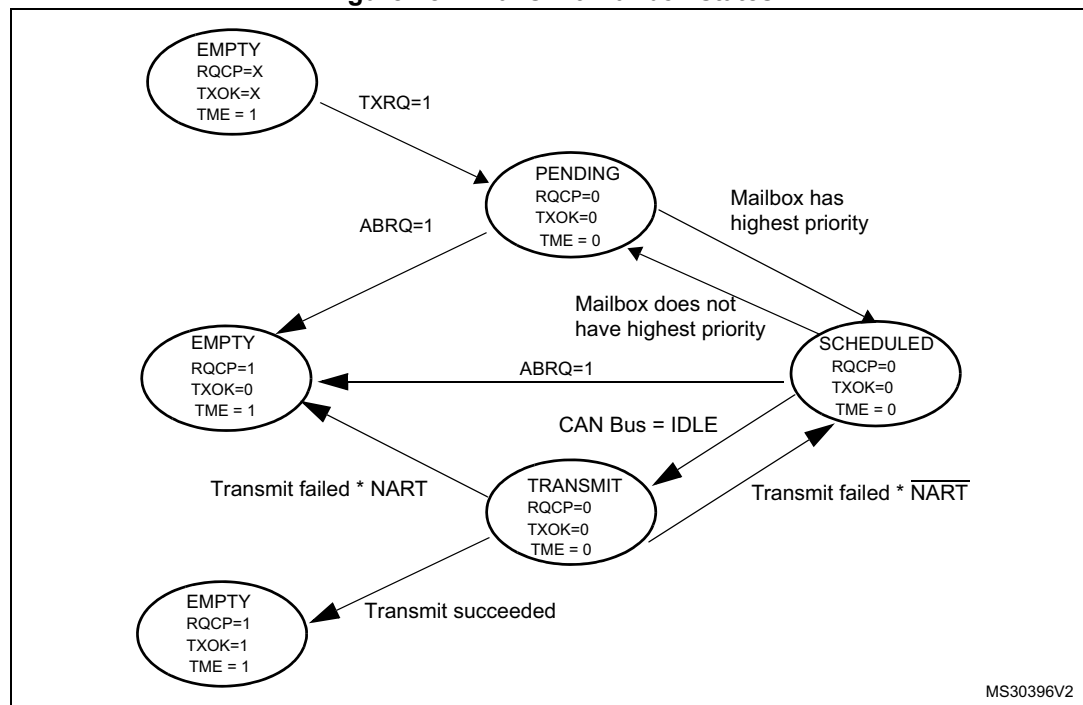 EMPTY
RQCP=X
TXOK=X
TME = 1
TXRQ=1
PENDING
RQCP=0
TXOK=0
TME = 0
Mailbox has
highest priority
ABRQ=1
Mailbox does not
have highest priority
EMPTY
RQCP=1
TXOK=0
TME = 1
ABRQ=1
SCHEDULED
RQCP=0
TXOK=0
TME = 0
CAN Bus = IDLE
Transmit failed * NART
TRANSMIT
RQCP=0
TXOK=0
TME = 0
Transmit failed * N̅A̅R̅T̅
EMPTY
RQCP=1
TXOK=1
TME = 1
Transmit succeeded
MS30396V2